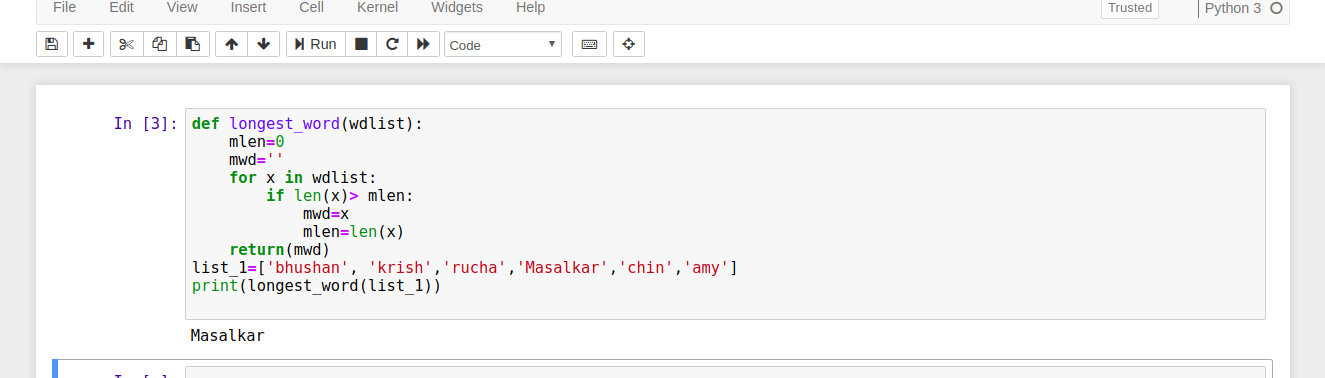 File Edit View Insert Cell Kernel Widgets Help Trusted Python 3
Run Code
In [3]: def longest_word(wdlist):
    mlen=0
    mwd=''
    for x in wdlist:
        if len(x)> mlen:
            mwd=x
            mlen=len(x)
    return(mwd)
list_1=['bhushan', 'krish','rucha','Masalkar','chin','amy']
print(longest_word(list_1))
Masalkar